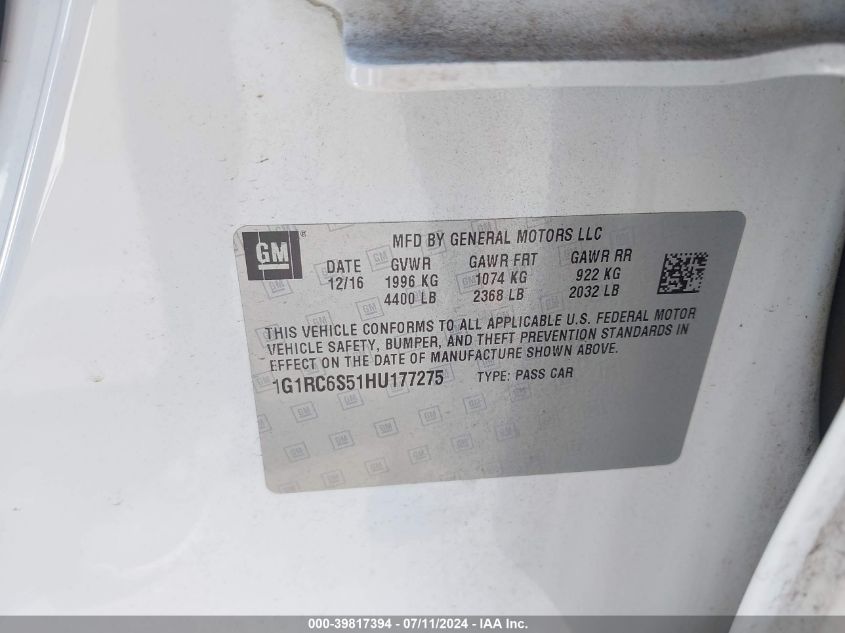 GM ®
MFD BY GENERAL MOTORS LLC
DATE GVWR GAWR FRT GAWR RR
12/16 1996 KG 1074 KG 922 KG
4400 LB 2368 LB 2032 LB
THIS VEHICLE CONFORMS TO ALL APPLICABLE U.S. FEDERAL MOTOR
VEHICLE SAFETY, BUMPER, AND THEFT PREVENTION STANDARDS IN
EFFECT ON THE DATE OF MANUFACTURE SHOWN ABOVE.
1G1RC6S51HU177275 TYPE: PASS CAR
000-39817394 - 07/11/2024 - IAA Inc.